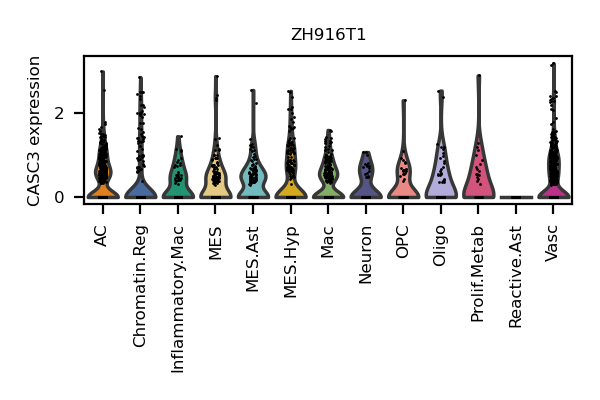 ZH916T1
CASC3 expression
2
0
AC
Chromatin.Reg
Inflammatory.Mac
MES
MES.Ast
MES.Hyp
Mac
Neuron
OPC
Oligo
Prolif.Metab
Reactive.Ast
Vasc